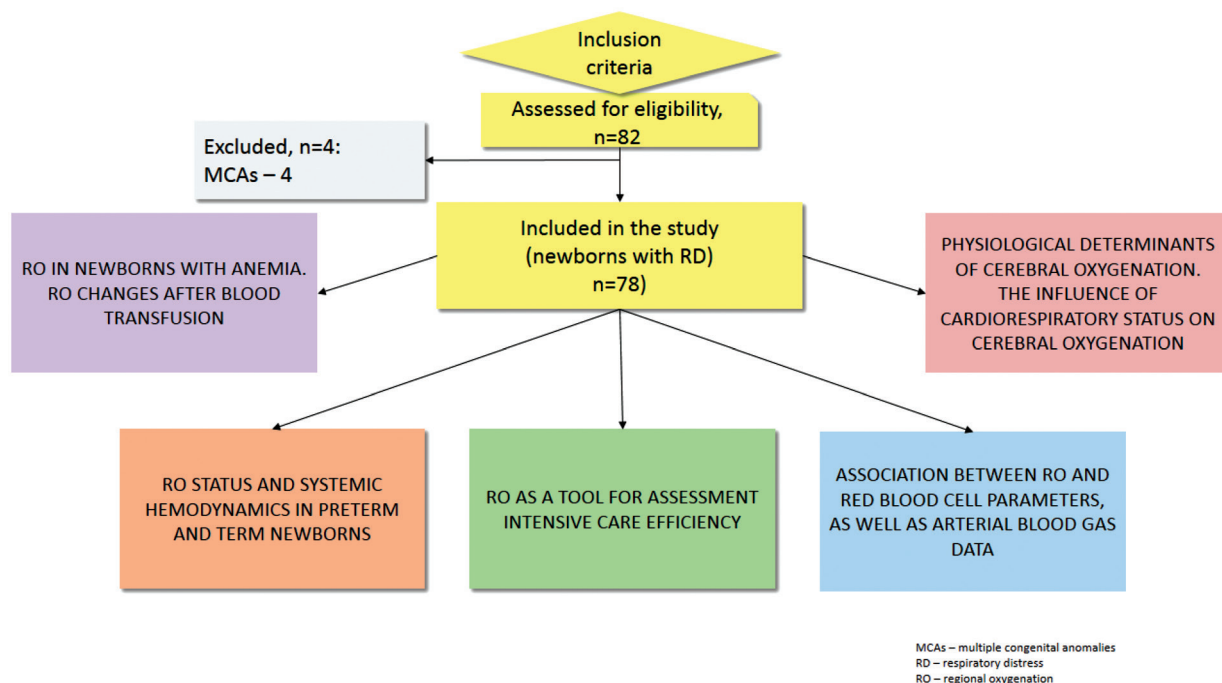 Inclusion
criteria
Assessed for eligibility,
n=82
Excluded, n=4:
MCAs – 4
Included in the study
(newborns with RD)
n=78)
RO IN NEWBORNS WITH ANEMIA.
RO CHANGES AFTER BLOOD
TRANSFUSION
PHYSIOLOGICAL DETERMINANTS
OF CEREBRAL OXYGENATION.
THE INFLUENCE OF
CARDIORESPIRATORY STATUS ON
CEREBRAL OXYGENATION
RO STATUS AND SYSTEMIC
HEMODYNAMICS IN PRETERM
AND TERM NEWBORNS
RO AS A TOOL FOR ASSESSMENT
INTENSIVE CARE EFFICIENCY
ASSOCIATION BETWEEN RO AND
RED BLOOD CELL PARAMETERS,
AS WELL AS ARTERIAL BLOOD GAS
DATA
MCAs – multiple congenital anomalies
RD – respiratory distress
RO – regional oxygenation